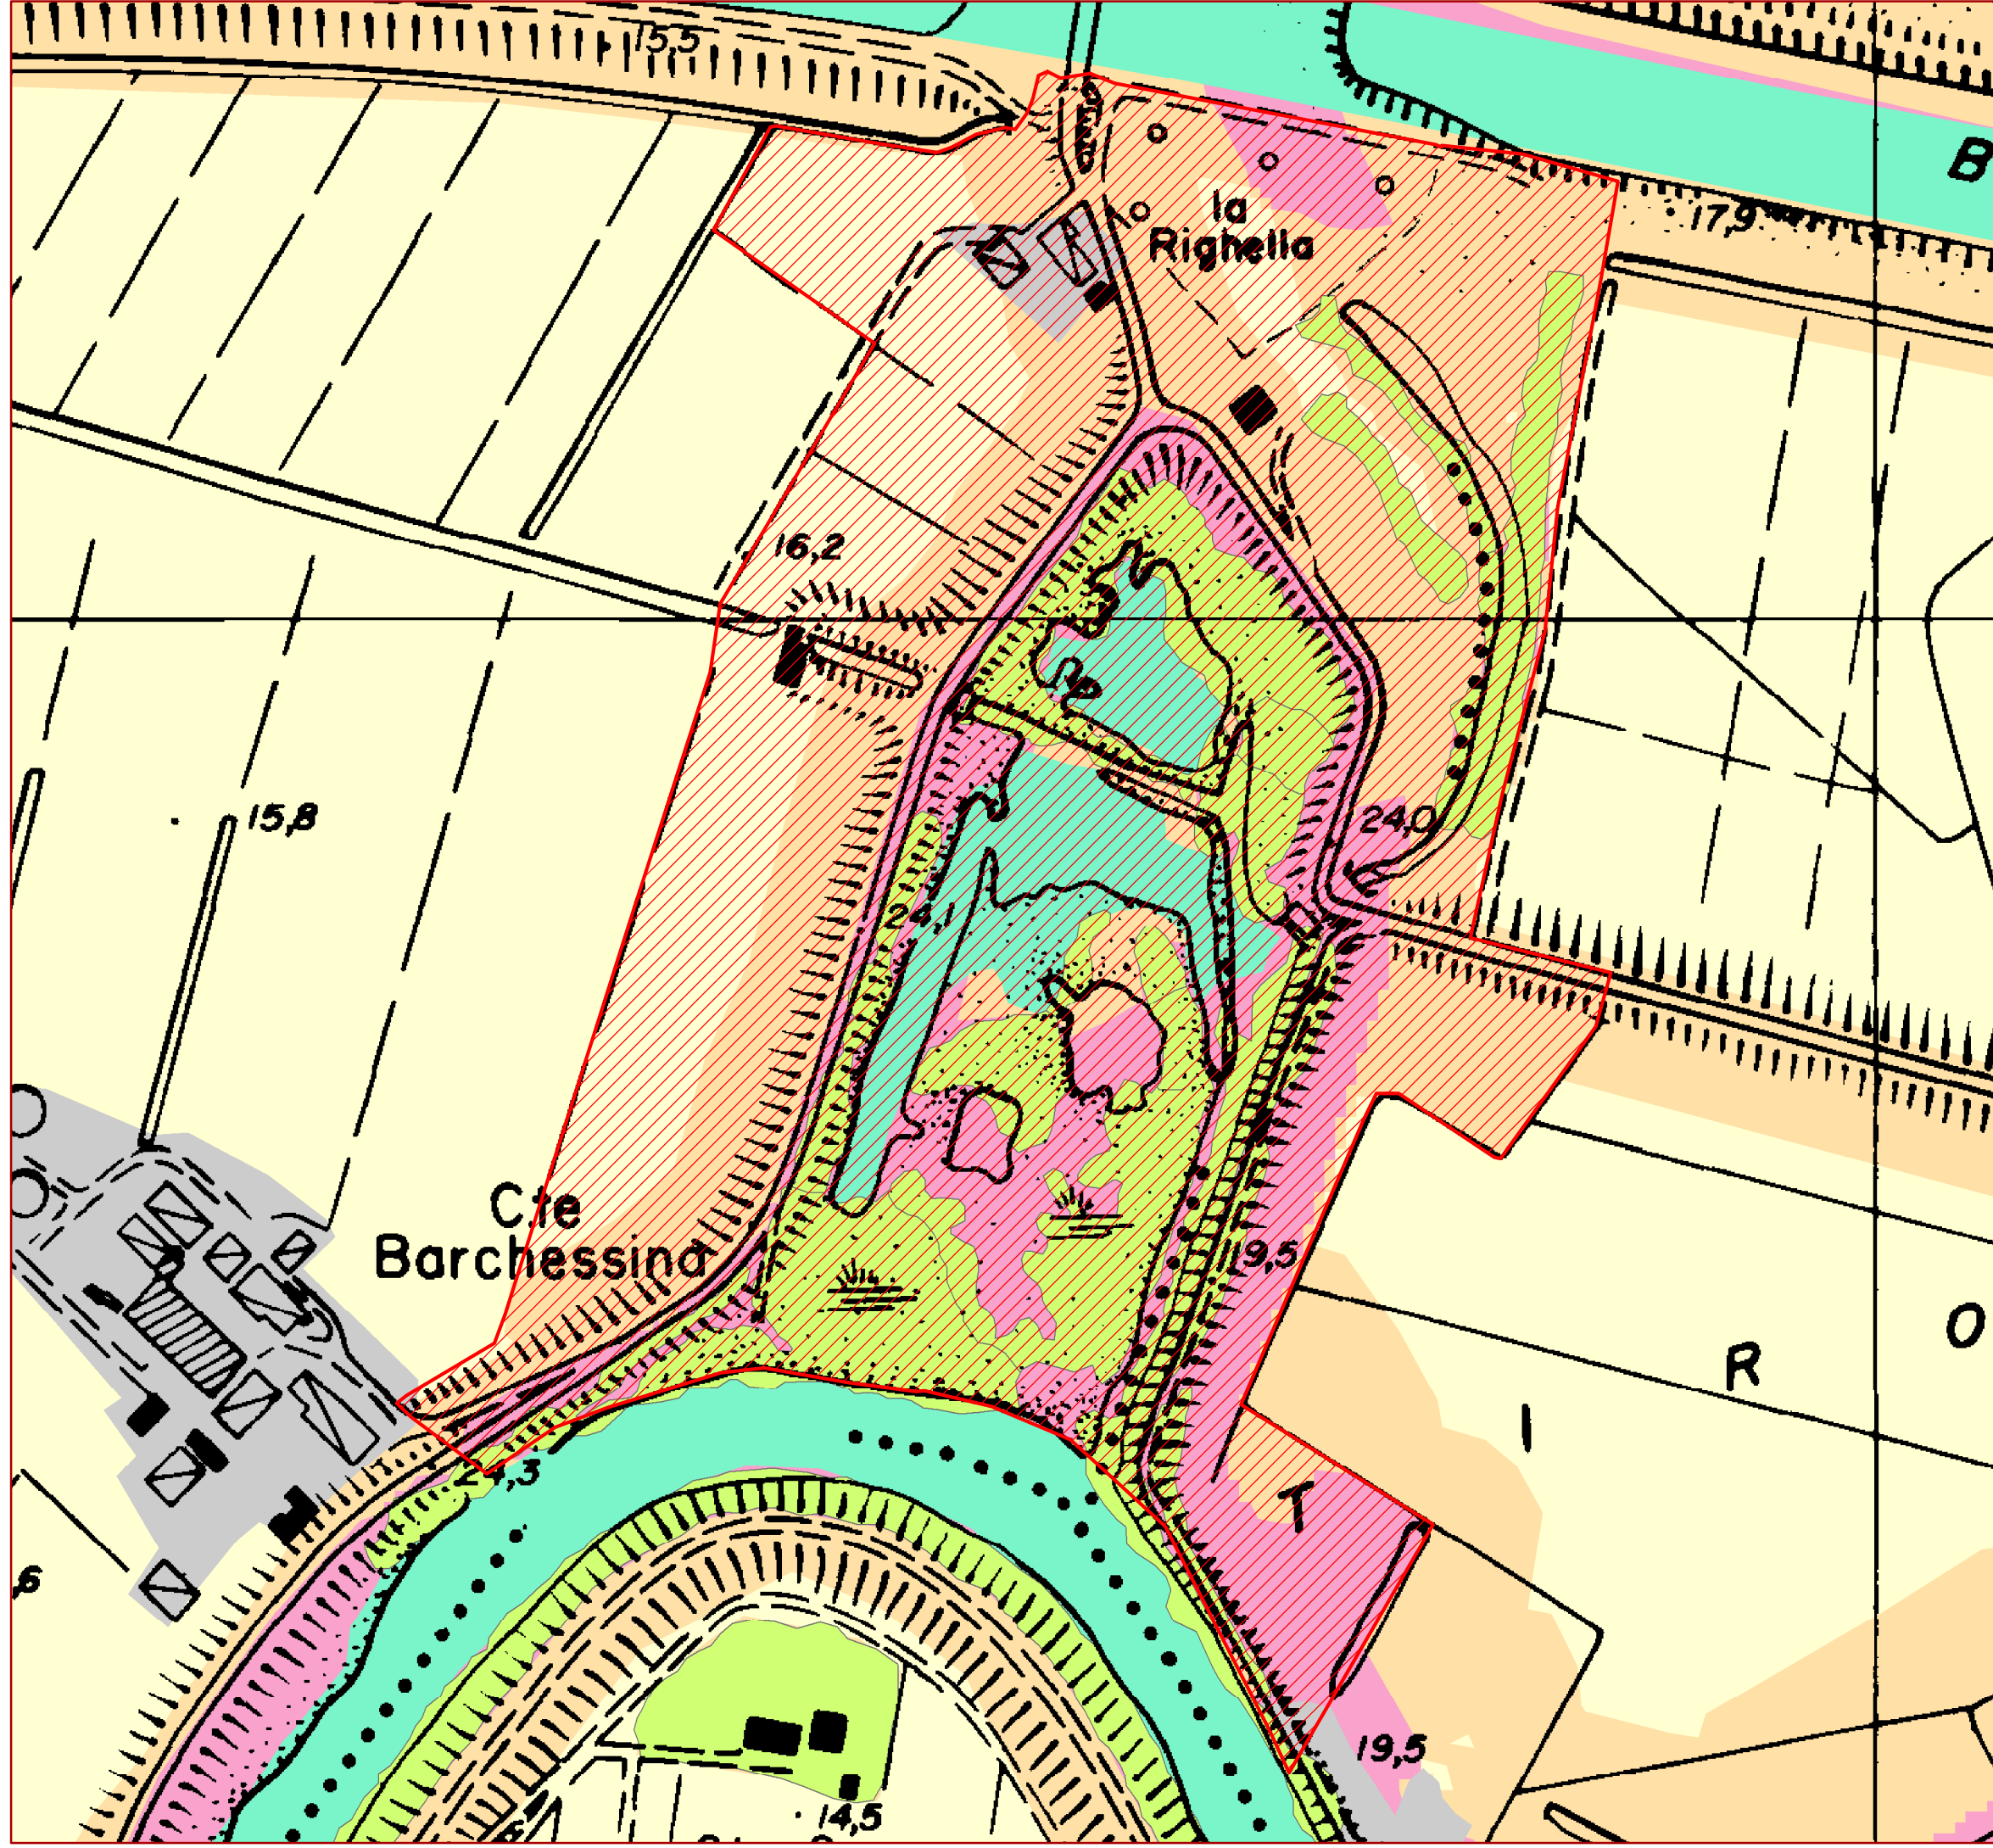 15,5
B
la
Righella
17,9
16,2
15,8
24,0
24,1
C.te
Barchessina
19,5
O
R
I
T
24,3
,6
19,5
14,5